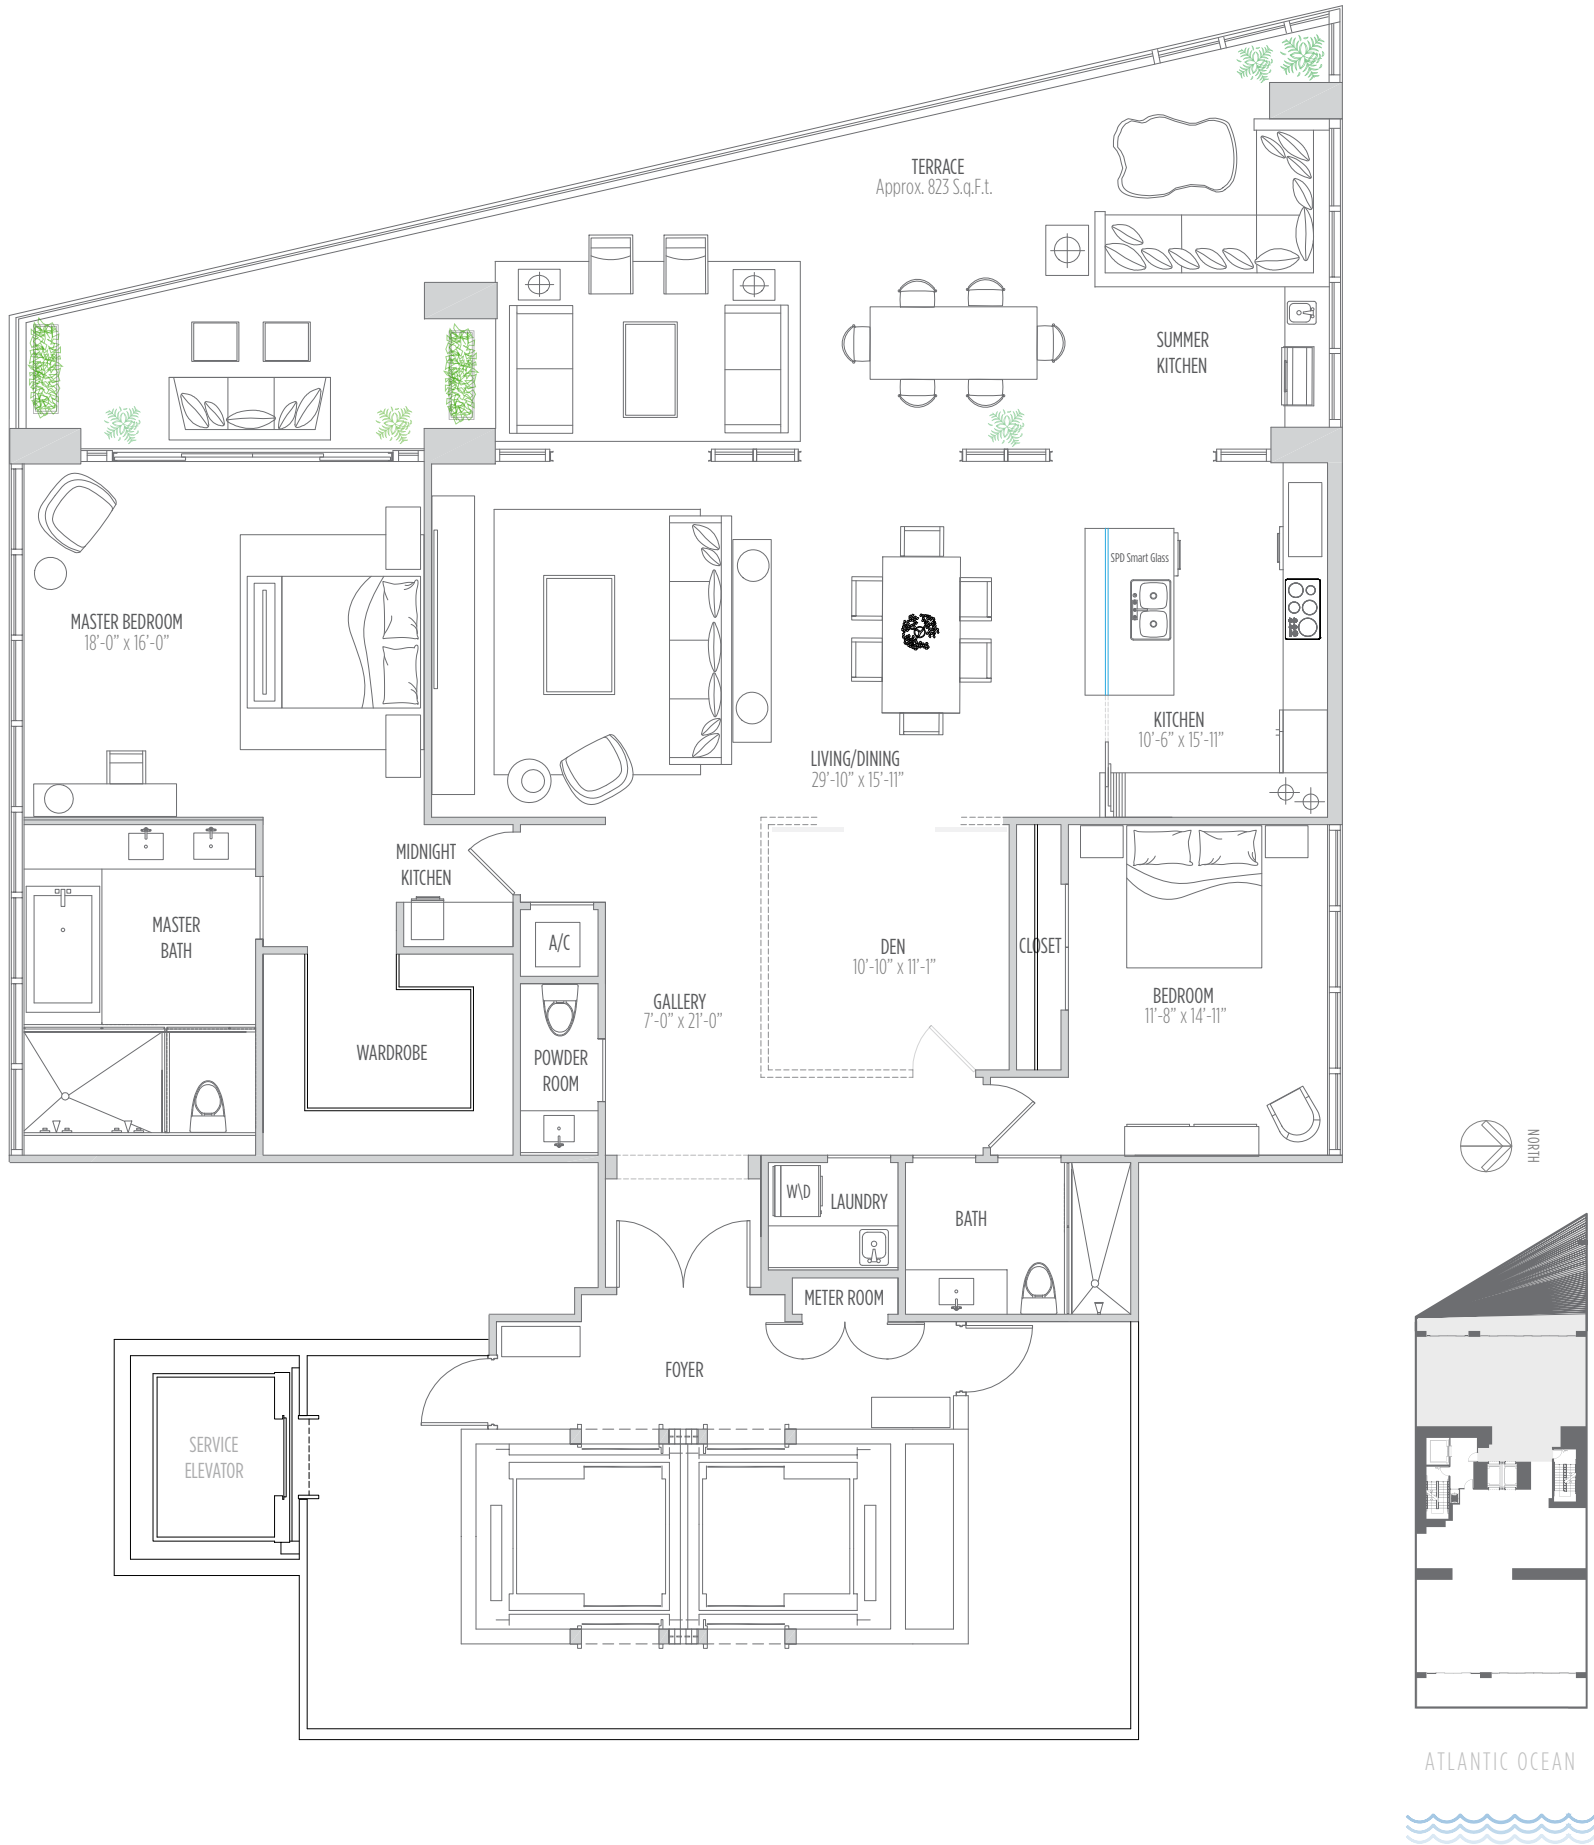 TERRACE
Approx. 823 S.q.F.t.
SUMMER
KITCHEN
SPD Smart Glass
MASTER BEDROOM
18'-0" x 16'-0"
KITCHEN
10'-6" x 15'-11"
LIVING/DINING
29'-10" x 15'-11"
MIDNIGHT
KITCHEN
MASTER
BATH
A/C
DEN
10'-10" x 11'-1"
CLOSET
BEDROOM
11'-8" x 14'-11"
GALLERY
7'-0" x 21'-0"
WARDROBE
POWDER
ROOM
NORTH
W\D
LAUNDRY
BATH
METER ROOM
FOYER
SERVICE
ELEVATOR
ATLANTIC OCEAN